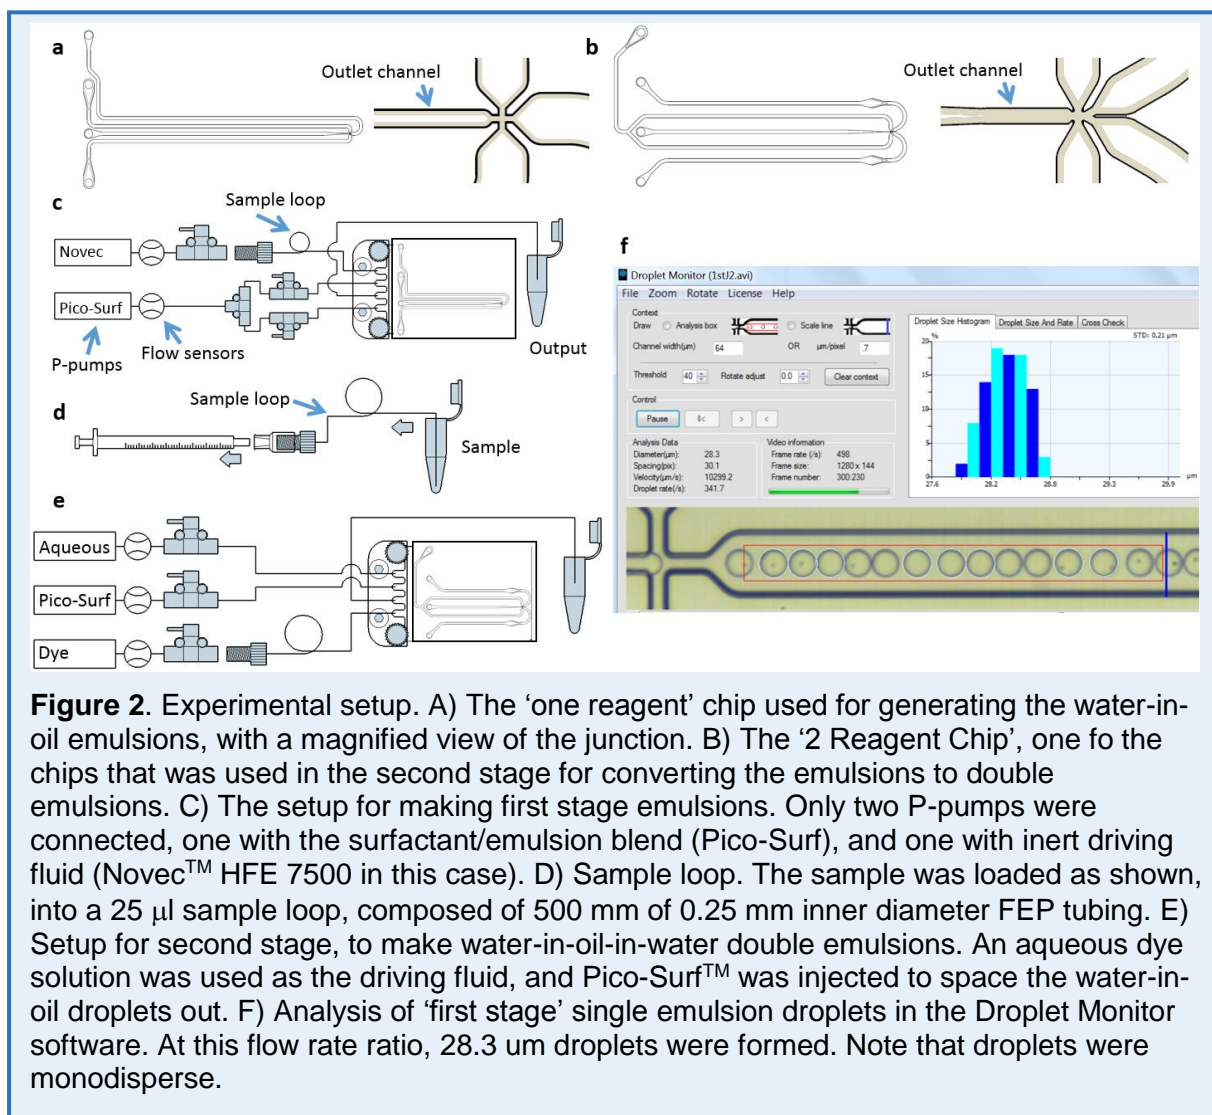 a
b
Outlet channel
Outlet channel
c
Sample loop
Novec
Pico-Surf
Flow sensors
P-pumps
Output
d
Sample loop
Sample
e
Aqueous
Pico-Surf
Dye
f
Droplet Monitor (1stJ2.avi)
File Zoom Rotate License Help
Context
Draw Analysis box Scale line
Channel width(µm) 64 OR µm/pixel .7
Threshold 40 Rotate adjust 0.0 Clear context
Control
Pause I< > <
Analysis Data
Diameter(µm): 28.3
Spacing(pix): 30.1
Velocity(µm/s): 10299.2
Droplet rate(/s): 341.7
Video information
Frame rate (/s): 498
Frame size: 1280 x 144
Frame number: 300:230
Droplet Size Histogram Droplet Size And Rate Cross Check
% STD: 0.21 µm
20
15
10
5
0
27.6 28.2 28.8 29.3 29.9 µm
Figure 2. Experimental setup. A) The ‘one reagent’ chip used for generating the water-in-
oil emulsions, with a magnified view of the junction. B) The ‘2 Reagent Chip’, one fo the
chips that was used in the second stage for converting the emulsions to double
emulsions. C) The setup for making first stage emulsions. Only two P-pumps were
connected, one with the surfactant/emulsion blend (Pico-Surf), and one with inert driving
fluid (Novec™ HFE 7500 in this case). D) Sample loop. The sample was loaded as shown,
into a 25 µl sample loop, composed of 500 mm of 0.25 mm inner diameter FEP tubing. E)
Setup for second stage, to make water-in-oil-in-water double emulsions. An aqueous dye
solution was used as the driving fluid, and Pico-Surf™ was injected to space the water-in-
oil droplets out. F) Analysis of ‘first stage’ single emulsion droplets in the Droplet Monitor
software. At this flow rate ratio, 28.3 um droplets were formed. Note that droplets were
monodisperse.